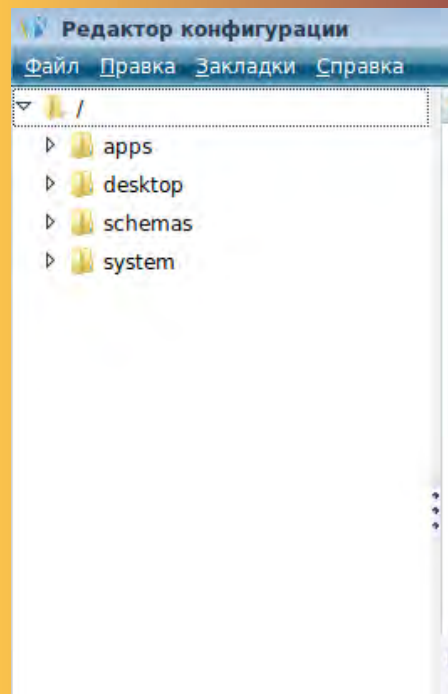 Редактор конфигурации
Файл Правка Закладки Справка
/
apps
desktop
schemas
system